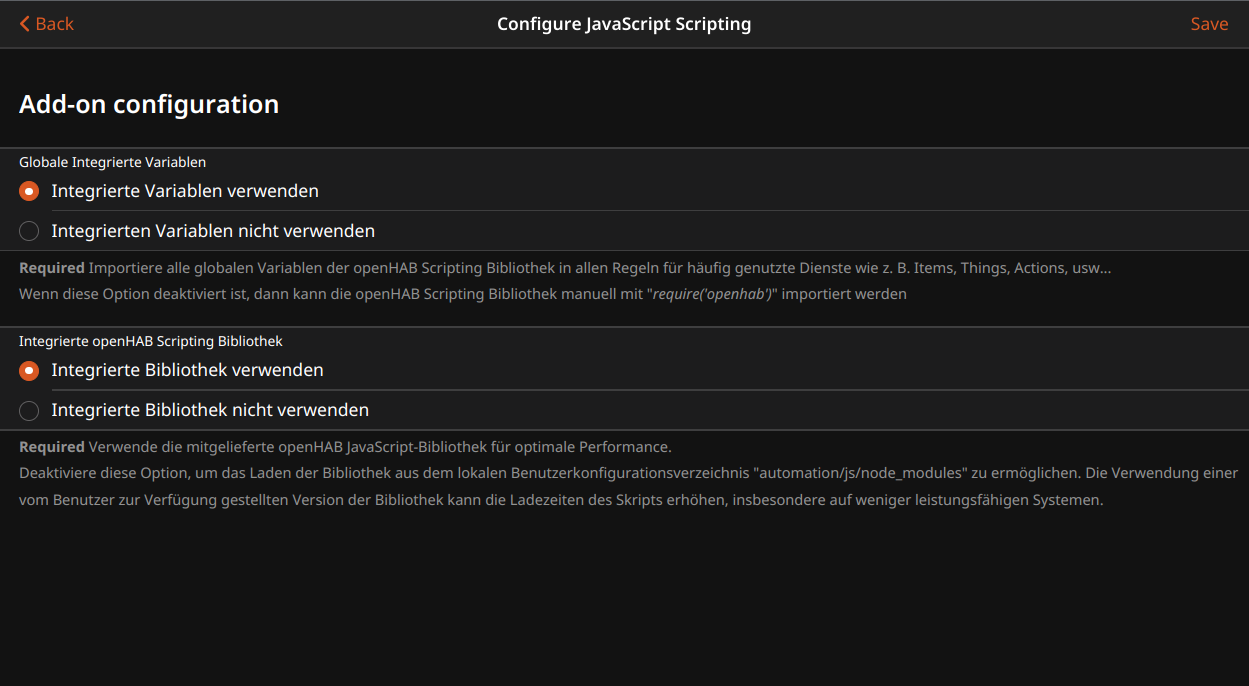 Back
Configure JavaScript Scripting
Save
Add-on configuration
Globale Integrierte Variablen
Integrierte Variablen verwenden
Integrierten Variablen nicht verwenden
Required Importiere alle globalen Variablen der openHAB Scripting Bibliothek in allen Regeln für häufig genutzte Dienste wie z. B. Items, Things, Actions, usw...
Wenn diese Option deaktiviert ist, dann kann die openHAB Scripting Bibliothek manuell mit "require('openhab')" importiert werden
Integrierte openHAB Scripting Bibliothek
Integrierte Bibliothek verwenden
Integrierte Bibliothek nicht verwenden
Required Verwende die mitgelieferte openHAB JavaScript-Bibliothek für optimale Performance.
Deaktiviere diese Option, um das Laden der Bibliothek aus dem lokalen Benutzerkonfigurationsverzeichnis "automation/js/node_modules" zu ermöglichen. Die Verwendung einer
vom Benutzer zur Verfügung gestellten Version der Bibliothek kann die Ladezeiten des Skripts erhöhen, insbesondere auf weniger leistungsfähigen Systemen.